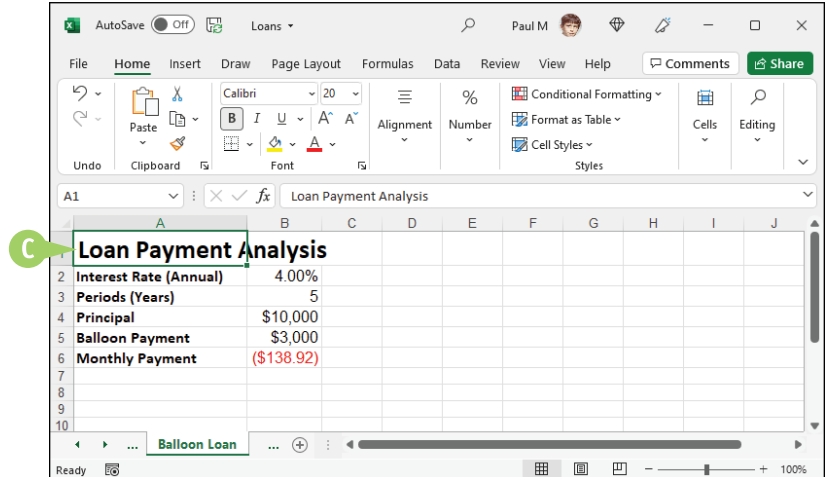 AutoSave Off Loans Paul M
File Home Insert Draw Page Layout Formulas Data Review View Help Comments Share
Calibri 20
Conditional Formatting
B I U A A
% 
Format as Table
Paste
Alignment Number
Cells Editing
A
Cell Styles
Undo Clipboard Font Styles
A1 fx Loan Payment Analysis
A B C D E F G H I J
C 1 Loan Payment Analysis
2 Interest Rate (Annual) 4.00%
3 Periods (Years) 5
4 Principal $10,000
5 Balloon Payment $3,000
6 Monthly Payment ($138.92)
7
8
9
10
... Balloon Loan ...
Ready 100%